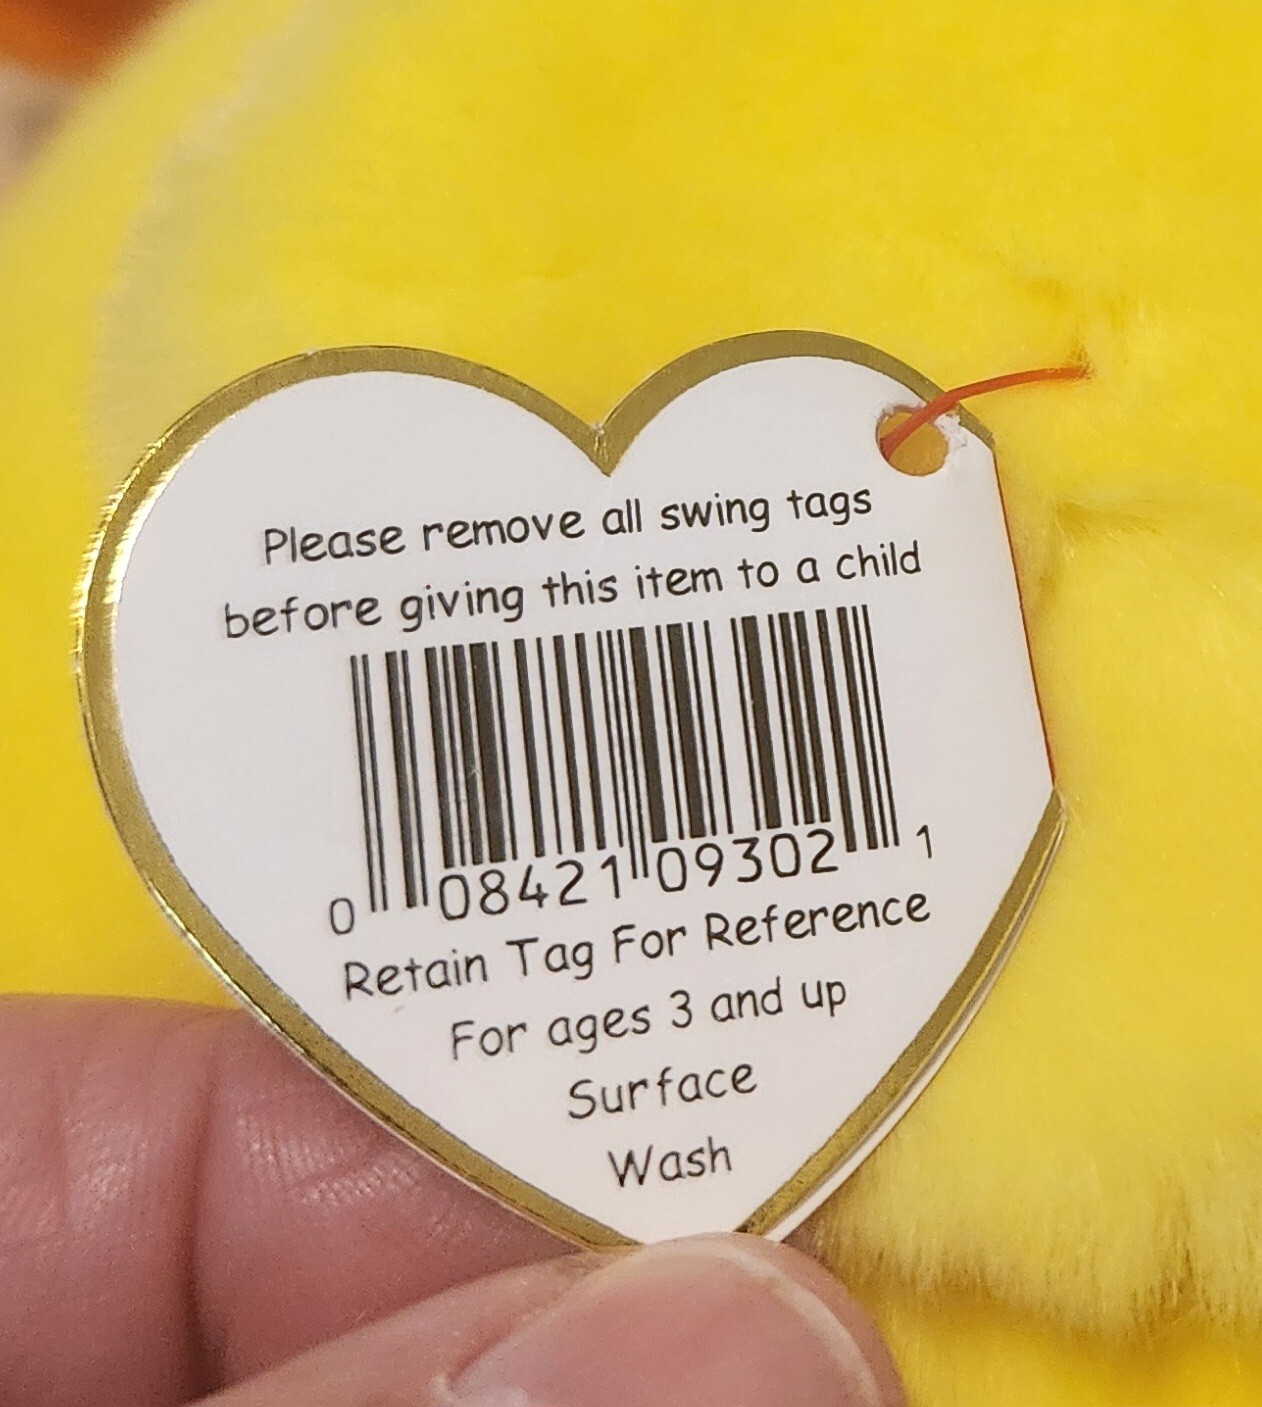 Please remove all swing tags
before giving this item to a child
0 08421 09302 1
Retain Tag For Reference
For ages 3 and up
Surface
Wash